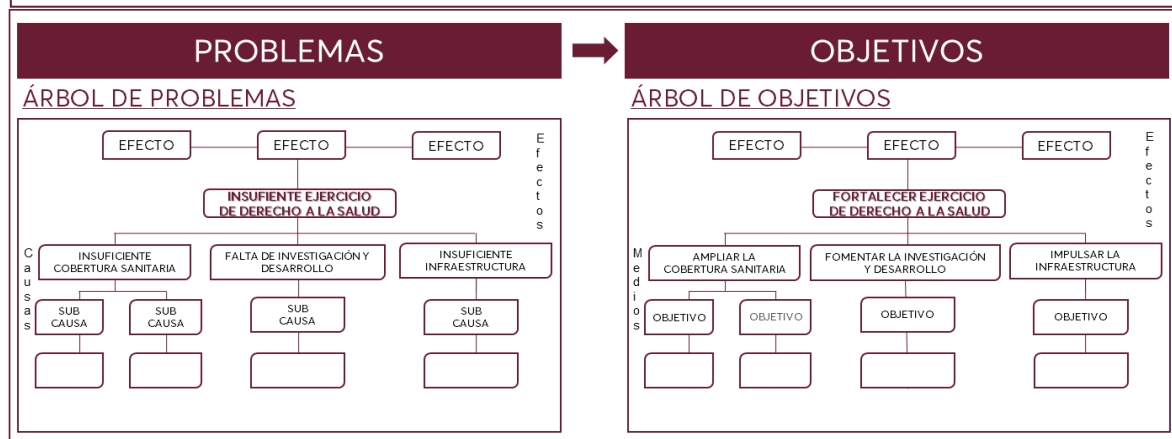 PROBLEMAS
ÁRBOL DE PROBLEMAS
EFECTO
EFECTO
EFECTO
Efectos
INSUFIENTE EJERCICIO
DE DERECHO A LA SALUD
Causas
INSUFICIENTE
COBERTURA SANITARIA
FALTA DE INVESTIGACIÓN Y
DESARROLLO
INSUFICIENTE
INFRAESTRUCTURA
SUB
CAUSA
SUB
CAUSA
SUB
CAUSA
SUB
CAUSA
OBJETIVOS
ÁRBOL DE OBJETIVOS
EFECTO
EFECTO
EFECTO
Efectos
FORTALECER EJERCICIO
DE DERECHO A LA SALUD
Medios
AMPLIAR LA
COBERTURA SANITARIA
FOMENTAR LA INVESTIGACIÓN
Y DESARROLLO
IMPULSAR LA
INFRAESTRUCTURA
OBJETIVO
OBJETIVO
OBJETIVO
OBJETIVO